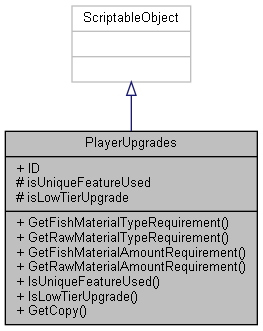 ScriptableObject
PlayerUpgrades
+ ID
# isUniqueFeatureUsed
# isLowTierUpgrade
+ GetFishMaterialTypeRequirement()
+ GetRawMaterialTypeRequirement()
+ GetFishMaterialAmountRequirement()
+ GetRawMaterialAmountRequirement()
+ IsUniqueFeatureUsed()
+ IsLowTierUpgrade()
+ GetCopy()